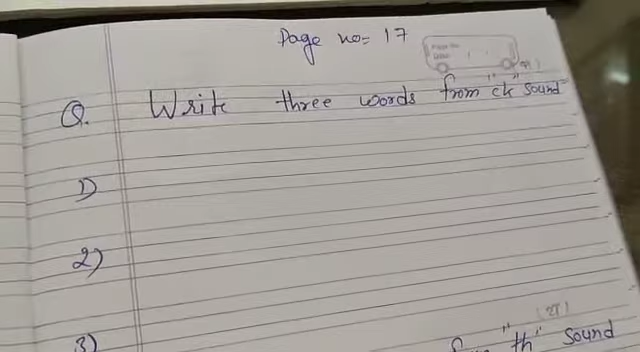 Page no= 17
Q. Write three words from "ck" sound
1)
2)
3)
"th" sound